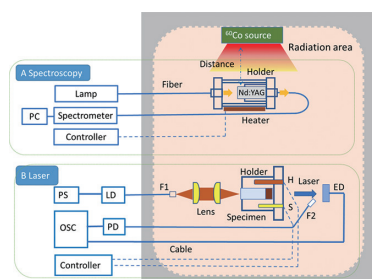 ⁶⁰Co source
Radiation area
A Spectroscopy
Distance
Holder
Fiber
Lamp
Nd:YAG
PC
Spectrometer
Heater
Controller
B Laser
Holder
H
Laser
ED
PS
LD
F1
F2
Lens
S
OSC
PD
Specimen
Cable
Controller